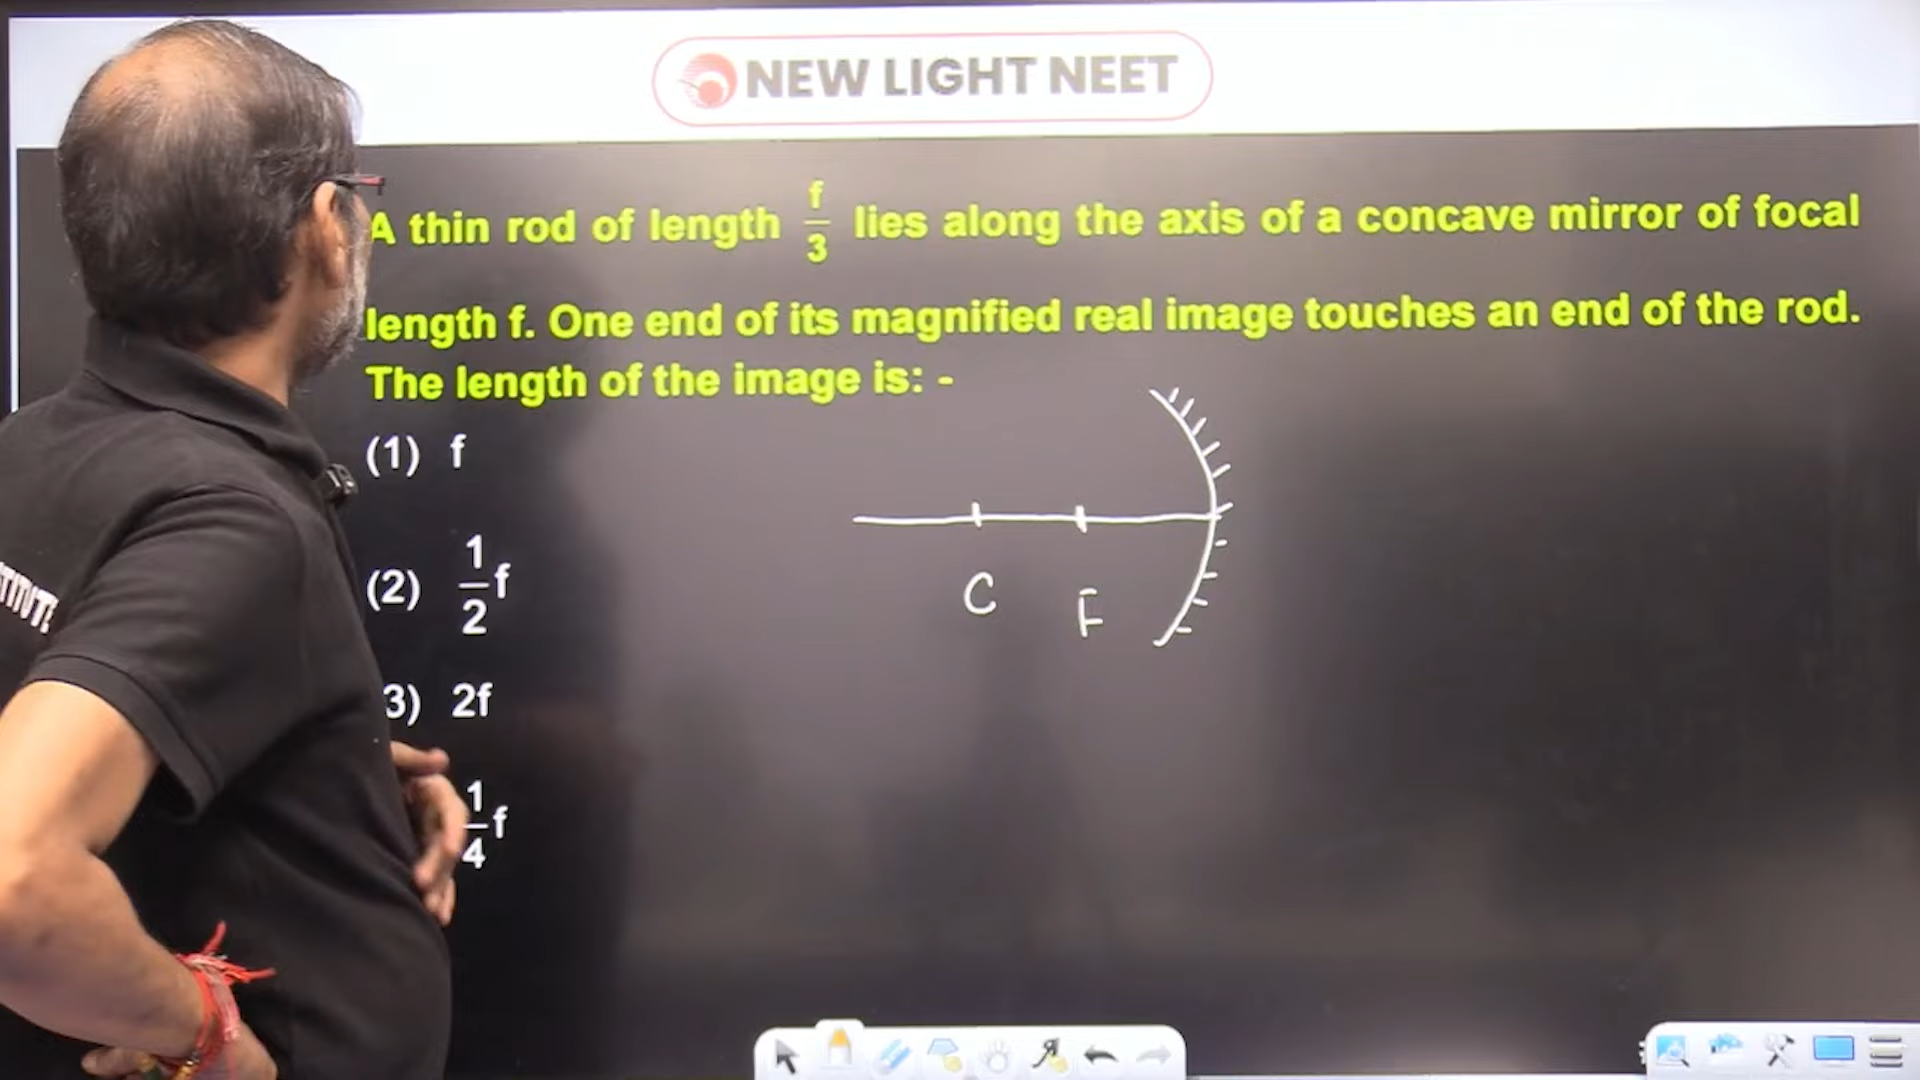 NEW LIGHT NEET
A thin rod of length f/3 lies along the axis of a concave mirror of focal
length f. One end of its magnified real image touches an end of the rod.
The length of the image is: -
(1) f
(2) 1/2 f
3) 2f
1/4 f
C F
TITUTE